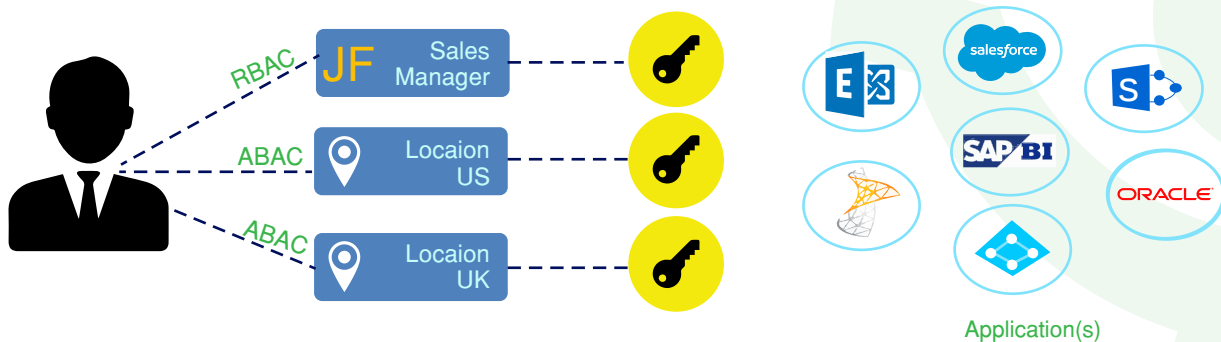 RBAC
JF
Sales
Manager
ABAC
Locaion
US
ABAC
Locaion
UK
E
salesforce
S
SAP BI
ORACLE
Application(s)